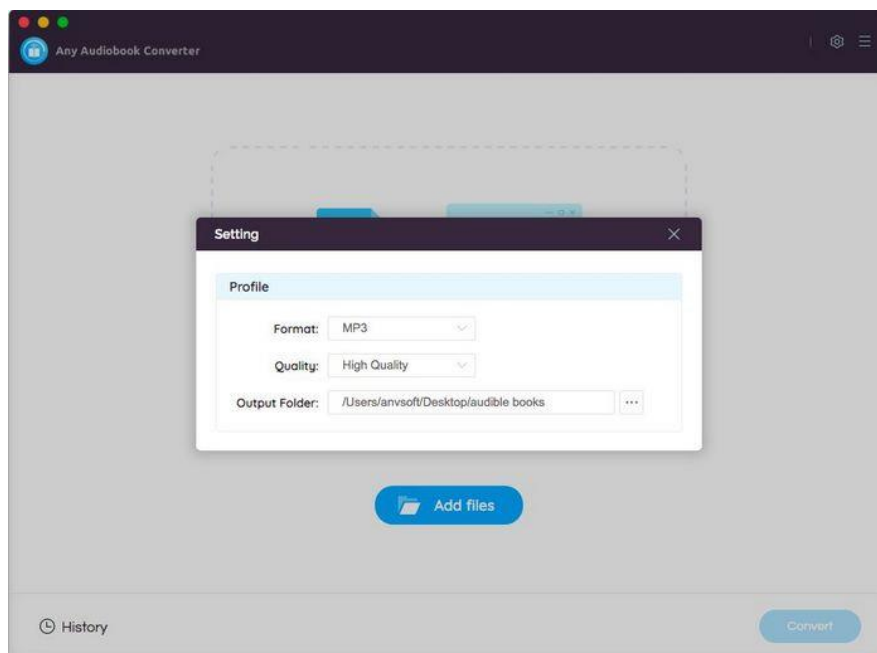 Any Audiobook Converter
Setting
Profile
Format: MP3
Quality: High Quality
Output Folder: /Users/anvsoft/Desktop/audible books ...
Add files
History
Convert